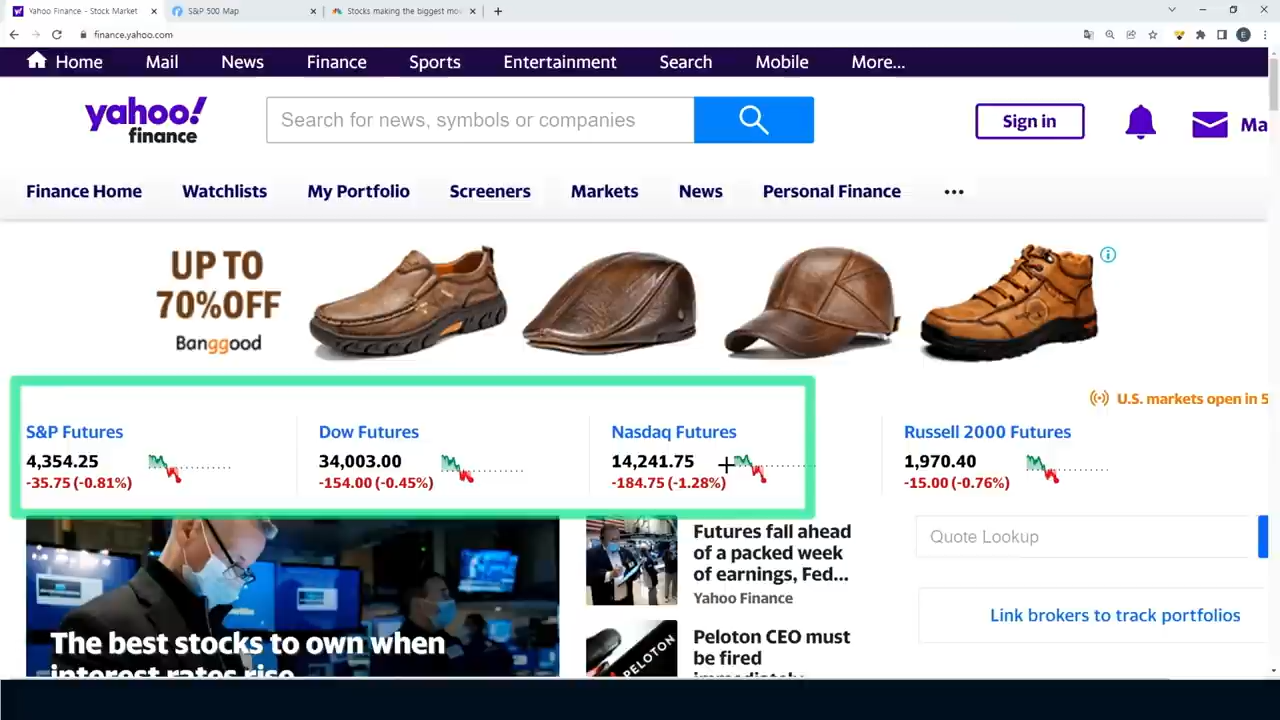 Yahoo Finance - Stock Market
S&P 500 Map
Stocks making the biggest mo
finance.yahoo.com
E
Home Mail News Finance Sports Entertainment Search Mobile More...
yahoo!
finance
Search for news, symbols or companies
Sign in
Ma
Finance Home Watchlists My Portfolio Screeners Markets News Personal Finance
UP TO
70%OFF
Banggood
U.S. markets open in 5
S&P Futures
4,354.25
-35.75 (-0.81%)
Dow Futures
34,003.00
-154.00 (-0.45%)
Nasdaq Futures
14,241.75
-184.75 (-1.28%)
Russell 2000 Futures
1,970.40
-15.00 (-0.76%)
The best stocks to own when
interest rates rise
Futures fall ahead
of a packed week
of earnings, Fed...
Yahoo Finance
PELOTON
Peloton CEO must
be fired
immediately,
Quote Lookup
Link brokers to track portfolios